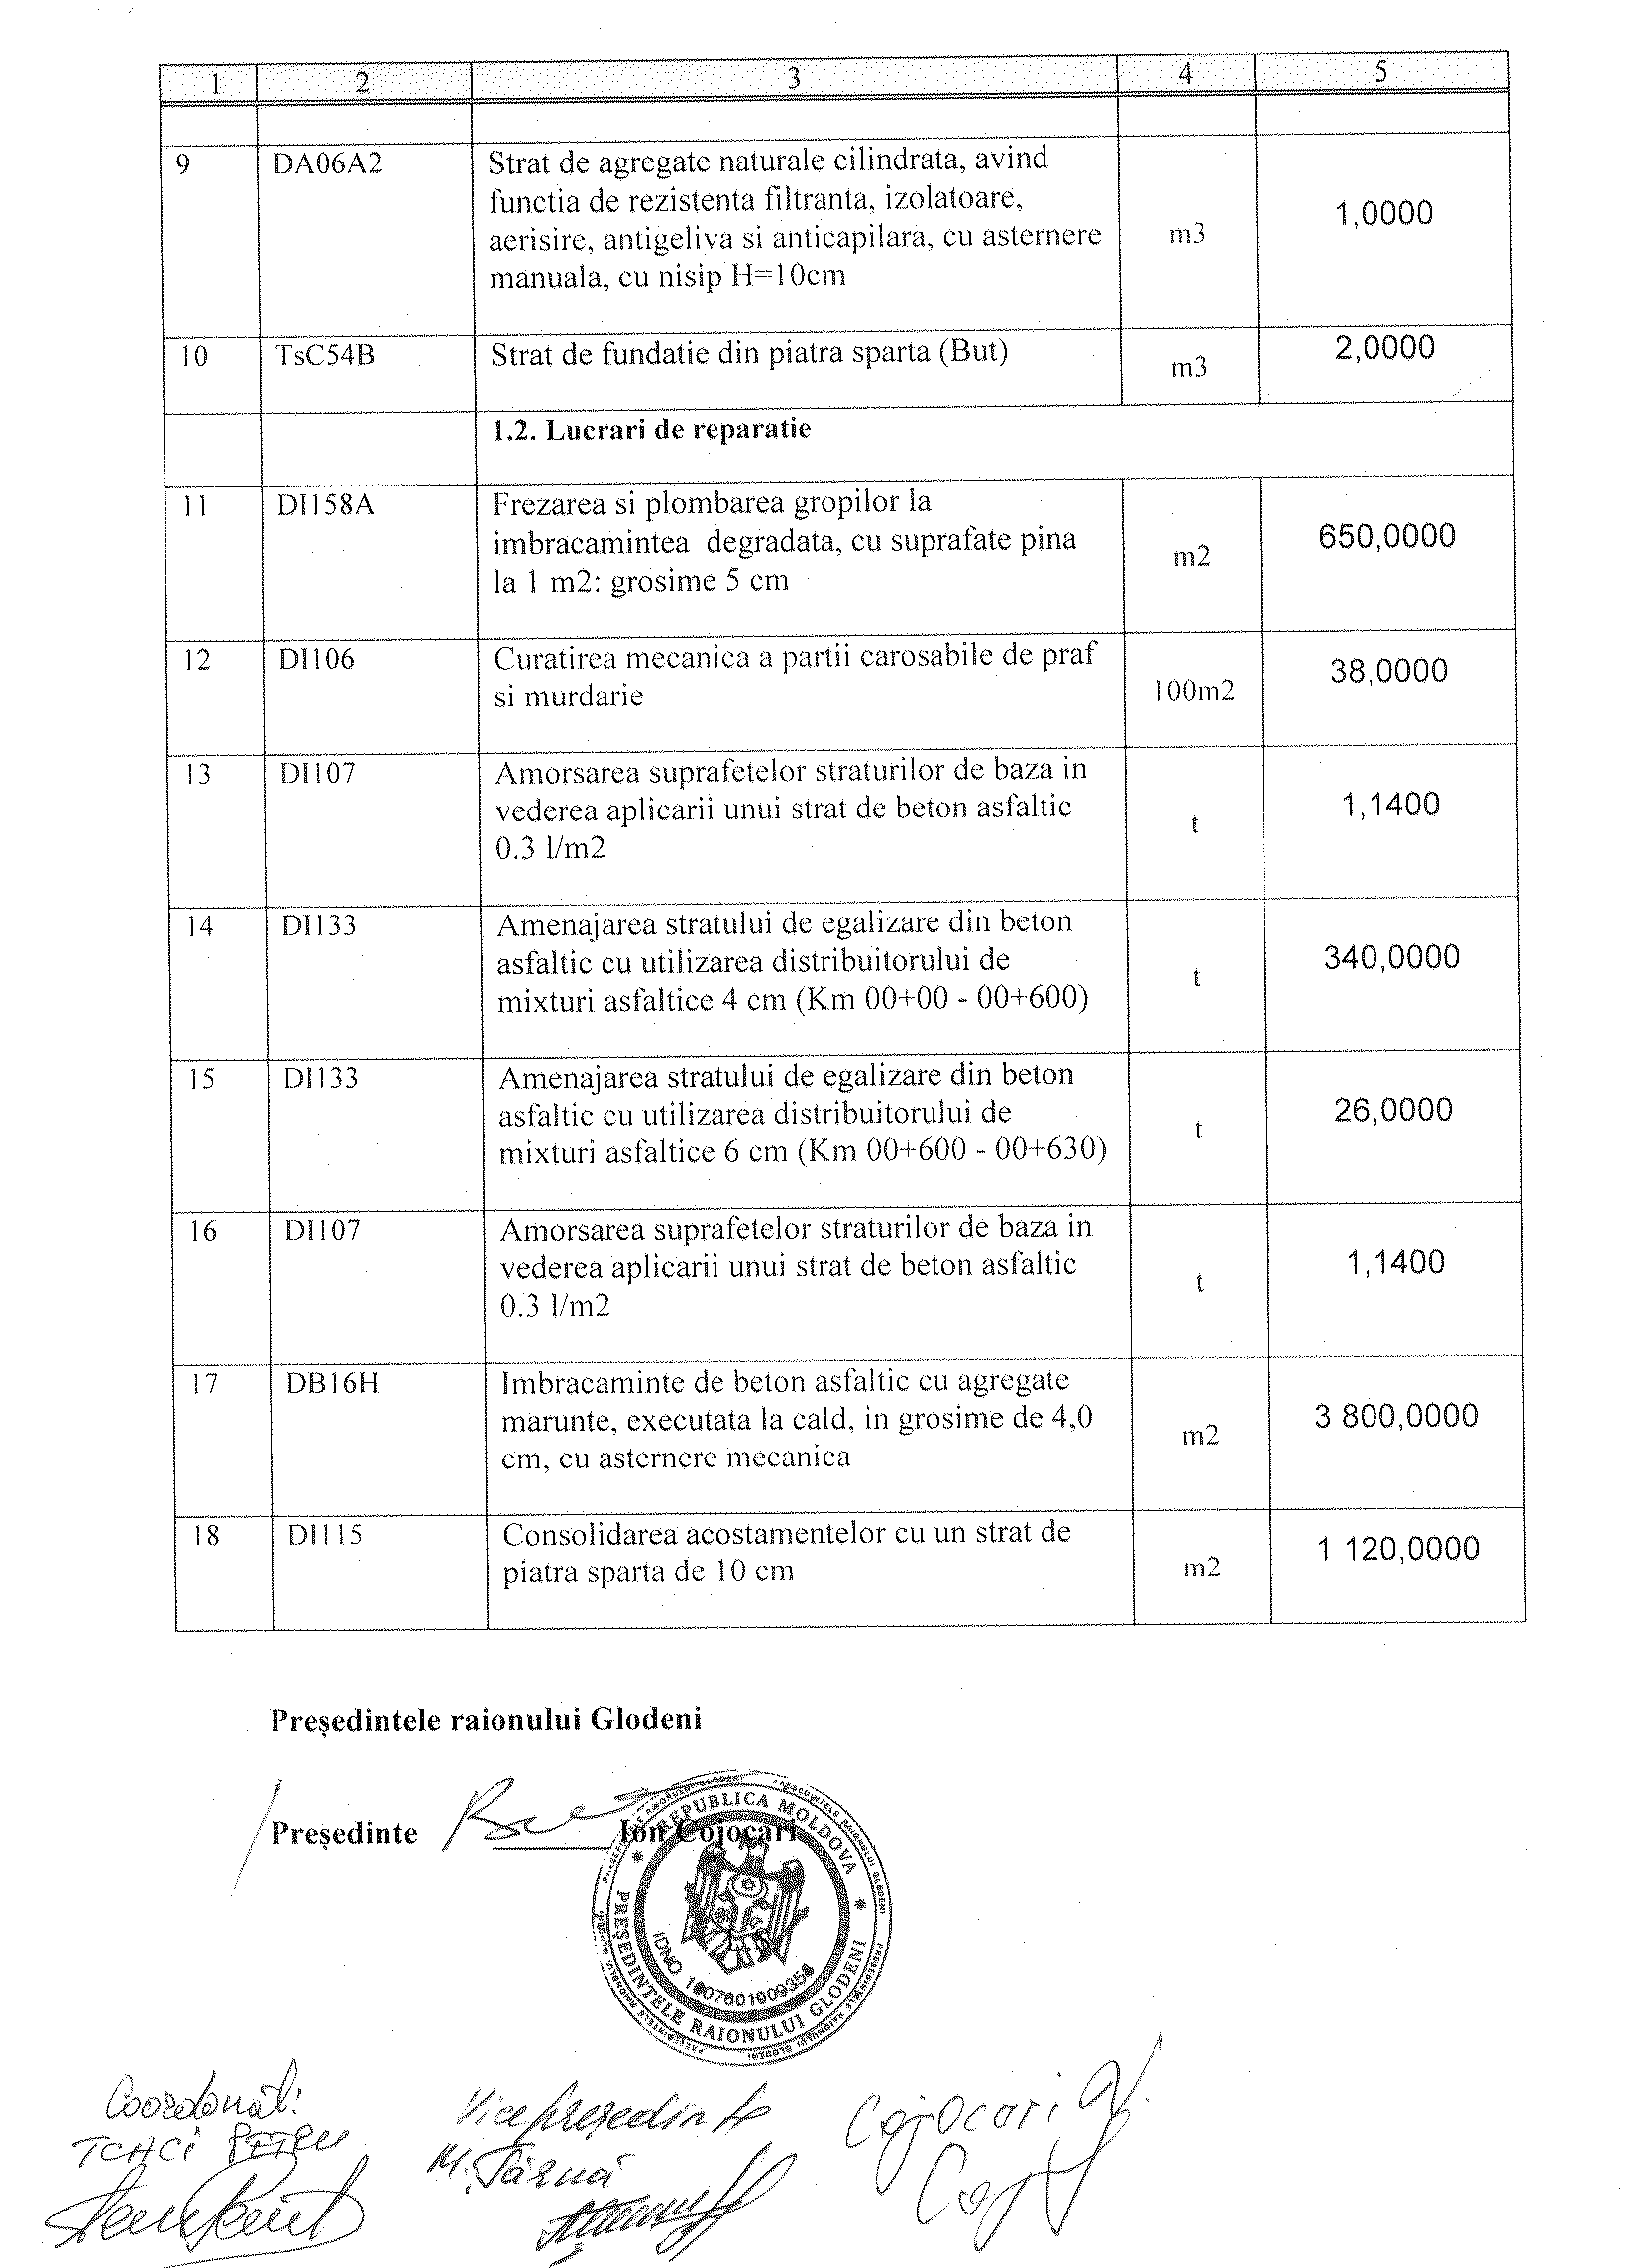 1 2 3 4 5
9 DA06A2 Strat de agregate naturale cilindrata, avind
functia de rezistenta filtranta, izolatoare,
aerisire, antigeliva si anticapilara, cu asternere
manuala, cu nisip H=10cm
m3 1,0000
10 TsC54B Strat de fundatie din piatra sparta (But) m3 2,0000
1.2. Lucrari de reparatie
11 DI158A Frezarea si plombarea gropilor la
imbracamintea degradata, cu suprafate pina
la 1 m2: grosime 5 cm
m2 650,0000
12 DI106 Curatirea mecanica a partii carosabile de praf
si murdarie
100m2 38,0000
13 DI107 Amorsarea suprafetelor straturilor de baza in
vederea aplicarii unui strat de beton asfaltic
0.3 l/m2
t 1,1400
14 DI133 Amenajarea stratului de egalizare din beton
asfaltic cu utilizarea distribuitorului de
mixturi asfaltice 4 cm (Km 00+00 - 00+600)
t 340,0000
15 DI133 Amenajarea stratului de egalizare din beton
asfaltic cu utilizarea distribuitorului de
mixturi asfaltice 6 cm (Km 00+600 - 00+630)
t 26,0000
16 DI107 Amorsarea suprafetelor straturilor de baza in
vederea aplicarii unui strat de beton asfaltic
0.3 l/m2
t 1,1400
17 DB16H Imbracaminte de beton asfaltic cu agregate
marunte, executata la cald, in grosime de 4,0
cm, cu asternere mecanica
m2 3 800,0000
18 DI115 Consolidarea acostamentelor cu un strat de
piatra sparta de 10 cm
m2 1 120,0000
Președintele raionului Glodeni
Președinte Ion Cojocari
REPUBLICA MOLDOVA
PREȘEDINTELE RAIONULUI GLODENI
IDNO 1007601009354
Coordonat:
Vicepreședinte
M. Țărnă
Cojocari V.